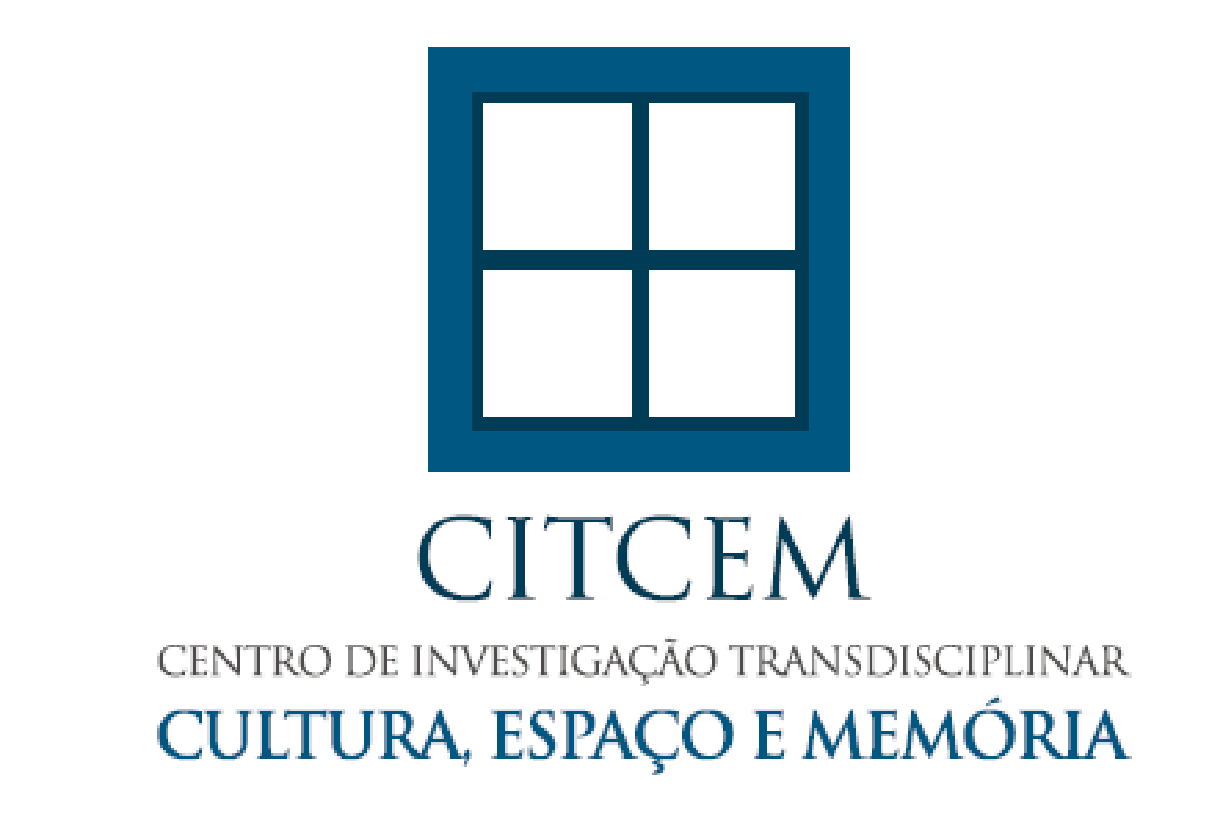 CITCEM
CENTRO DE INVESTIGAÇÃO TRANSDISCIPLINAR
CULTURA, ESPAÇO E MEMÓRIA